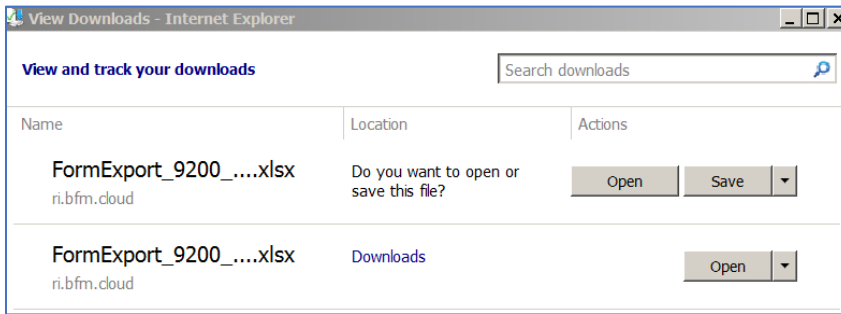 View Downloads - Internet Explorer
View and track your downloads
Search downloads
Name Location Actions
FormExport_9200_....xlsx
ri.bfm.cloud
Do you want to open or
save this file?
Open Save
FormExport_9200_....xlsx
ri.bfm.cloud
Downloads
Open